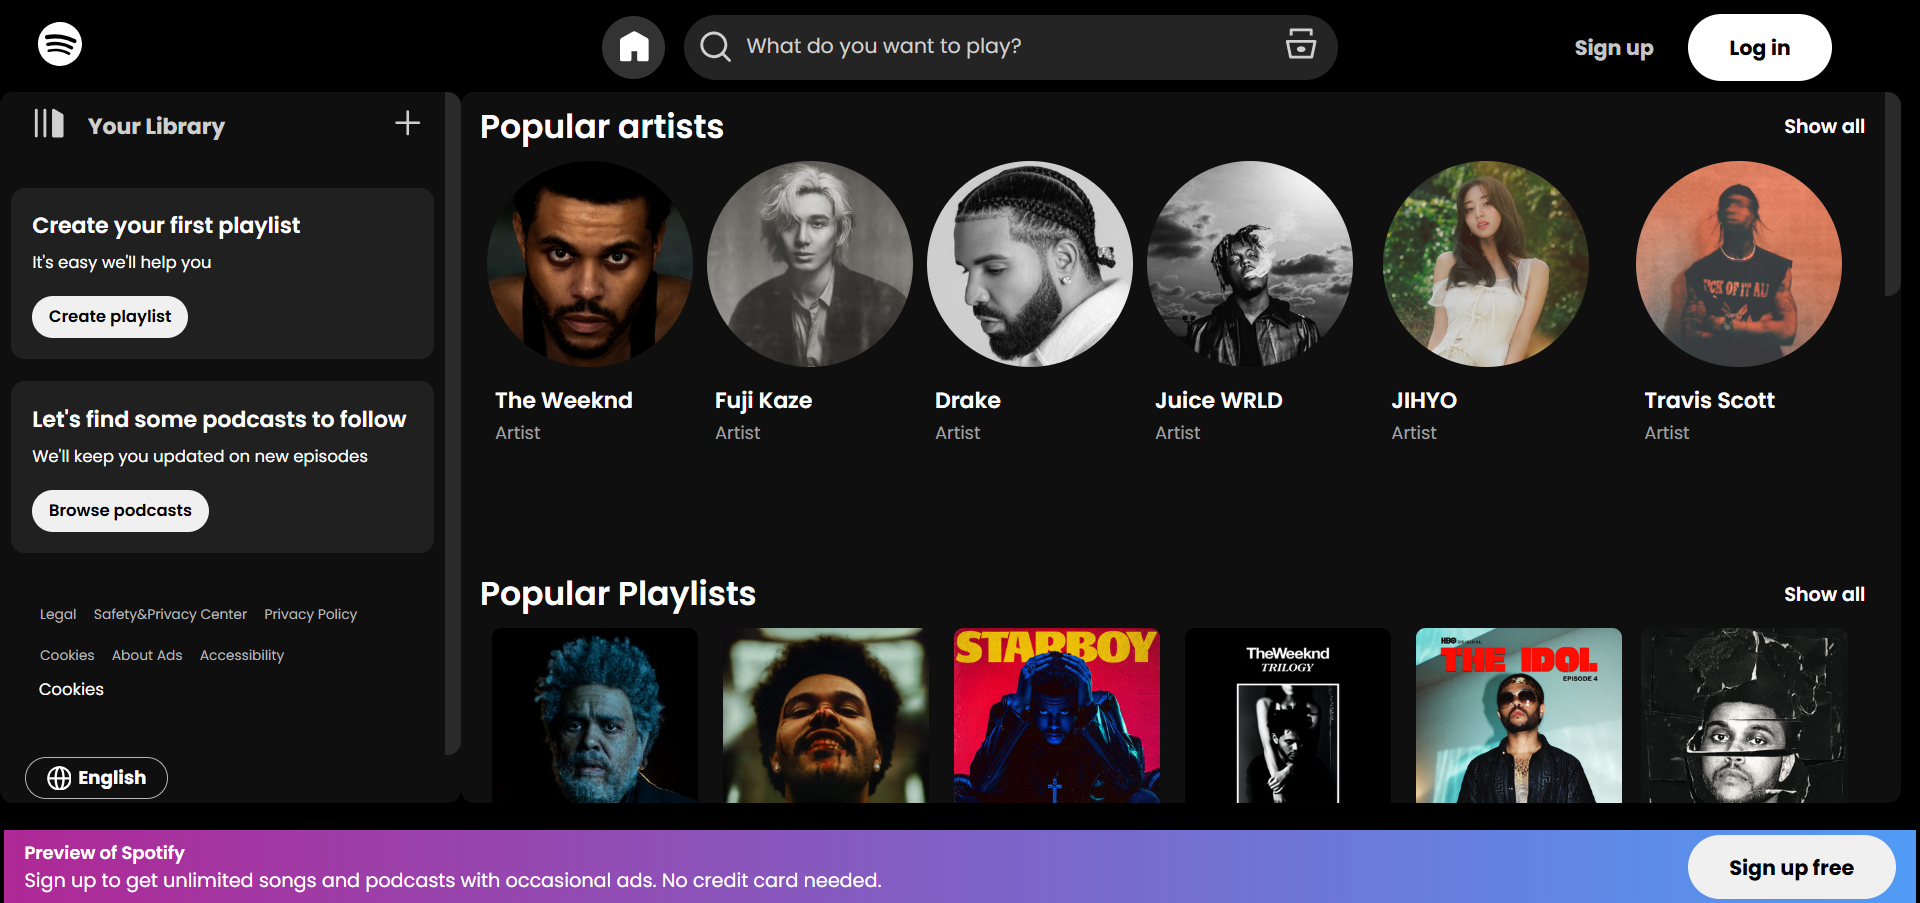 What do you want to play?
Sign up
Log in
Your Library
Create your first playlist
It's easy we'll help you
Create playlist
Let's find some podcasts to follow
We'll keep you updated on new episodes
Browse podcasts
Legal Safety&Privacy Center Privacy Policy
Cookies About Ads Accessibility
Cookies
English
Popular artists
Show all
F*CK OF IT ALL
The Weeknd
Artist
Fuji Kaze
Artist
Drake
Artist
Juice WRLD
Artist
JIHYO
Artist
Travis Scott
Artist
Popular Playlists
Show all
STARBOY
TheWeeknd
TRILOGY
HBO ORIGINAL
THE IDOL
EPISODE 4
Preview of Spotify
Sign up to get unlimited songs and podcasts with occasional ads. No credit card needed.
Sign up free